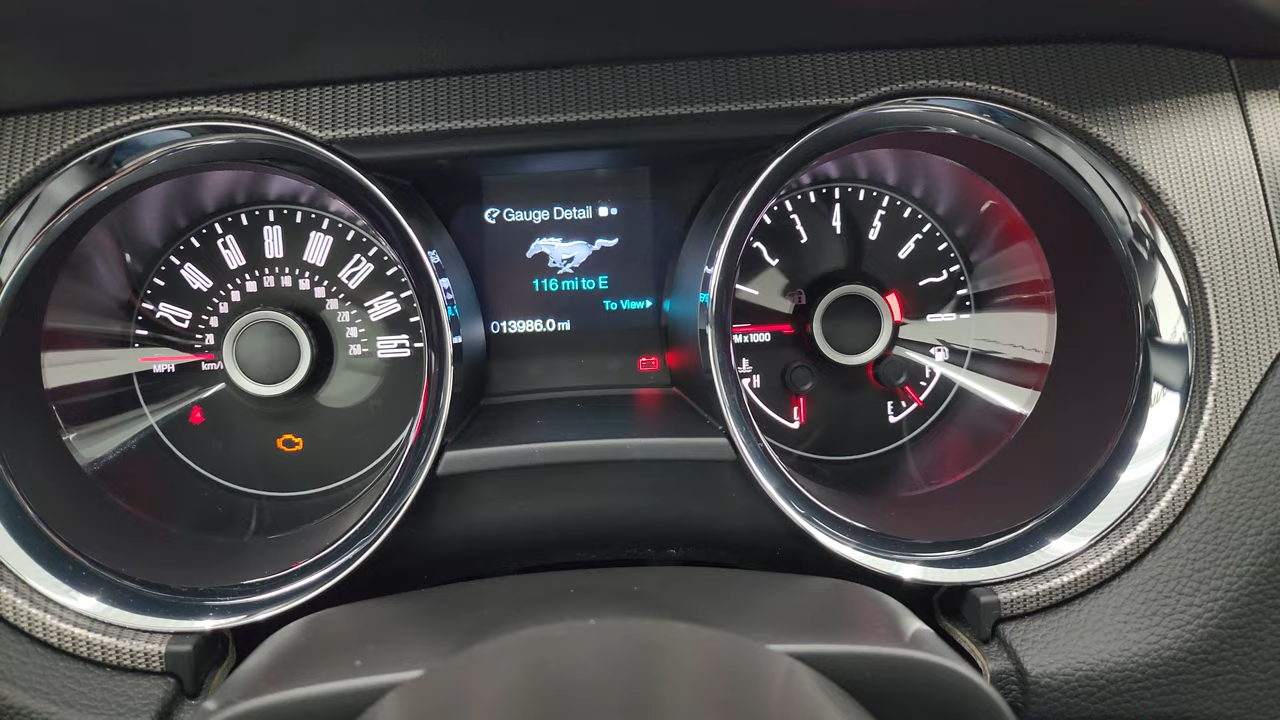 Gauge Detail
116 mi to E
To View
013986.0 mi
20 40 60 80 100 120 140 160
20 40 60 80 100 120 140 160 180 200 220 240 260
MPH
km/h
2 3 4 5 6 7 8
RPM x1000
H
C
F
E